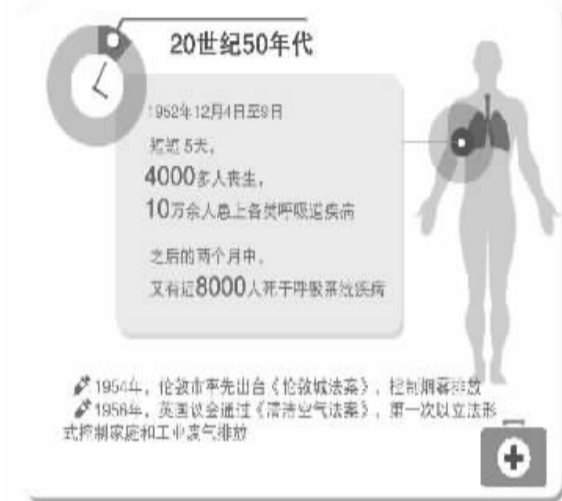 20世纪50年代
1952年12月4日至9日
短短5天，
4000多人丧生，
10万余人患上各类呼吸道疾病
之后的两个月中，
又有近8000人死于呼吸系统疾病
1954年，伦敦市率先出台《伦敦城法案》，控制烟雾排放
1956年，英国议会通过《清洁空气法案》，第一次以立法形
式控制家庭和工业废气排放